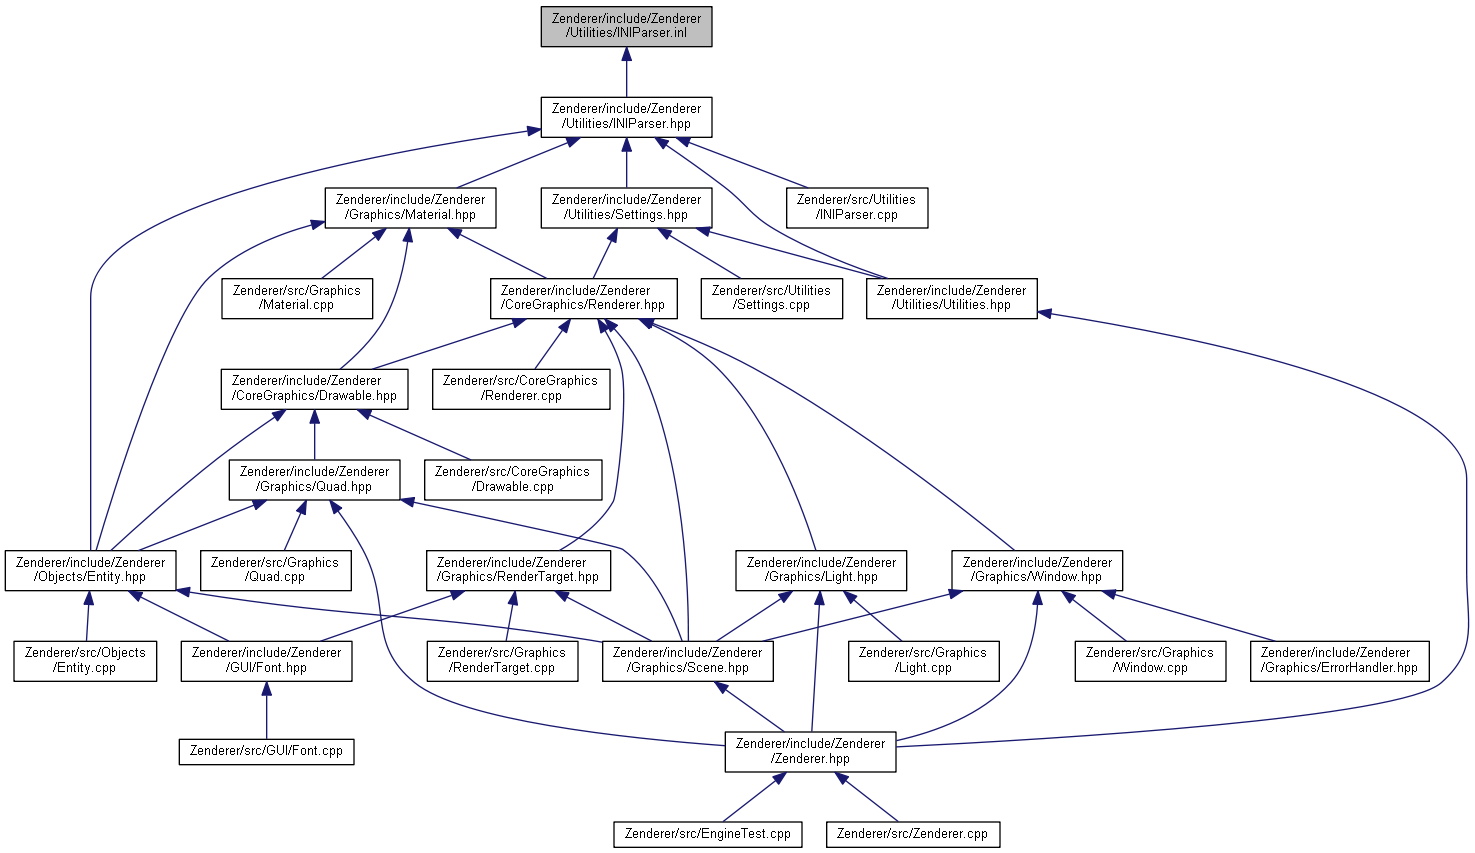 Zenderer/include/Zenderer
/Utilities/INIParser.inl
Zenderer/include/Zenderer
/Utilities/INIParser.hpp
Zenderer/include/Zenderer
/Graphics/Material.hpp
Zenderer/include/Zenderer
/Utilities/Settings.hpp
Zenderer/src/Utilities
/INIParser.cpp
Zenderer/src/Graphics
/Material.cpp
Zenderer/include/Zenderer
/CoreGraphics/Renderer.hpp
Zenderer/src/Utilities
/Settings.cpp
Zenderer/include/Zenderer
/Utilities/Utilities.hpp
Zenderer/include/Zenderer
/CoreGraphics/Drawable.hpp
Zenderer/src/CoreGraphics
/Renderer.cpp
Zenderer/include/Zenderer
/Graphics/Quad.hpp
Zenderer/src/CoreGraphics
/Drawable.cpp
Zenderer/include/Zenderer
/Objects/Entity.hpp
Zenderer/src/Graphics
/Quad.cpp
Zenderer/include/Zenderer
/Graphics/RenderTarget.hpp
Zenderer/include/Zenderer
/Graphics/Light.hpp
Zenderer/include/Zenderer
/Graphics/Window.hpp
Zenderer/src/Objects
/Entity.cpp
Zenderer/include/Zenderer
/GUI/Font.hpp
Zenderer/src/Graphics
/RenderTarget.cpp
Zenderer/include/Zenderer
/Graphics/Scene.hpp
Zenderer/src/Graphics
/Light.cpp
Zenderer/src/Graphics
/Window.cpp
Zenderer/include/Zenderer
/Graphics/ErrorHandler.hpp
Zenderer/src/GUI/Font.cpp
Zenderer/include/Zenderer
/Zenderer.hpp
Zenderer/src/EngineTest.cpp
Zenderer/src/Zenderer.cpp